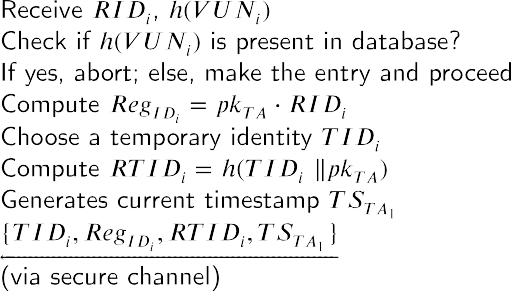 Receive RID_i, h(VUN_i)
Check if h(VUN_i) is present in database?
If yes, abort; else, make the entry and proceed
Compute Reg_{ID_i} = pk_{TA} · RID_i
Choose a temporary identity TID_i
Compute RTID_i = h(TID_i ∥pk_{TA})
Generates current timestamp TS_{TA_1}
{TID_i, Reg_{ID_i}, RTID_i, TS_{TA_1}}
(via secure channel)